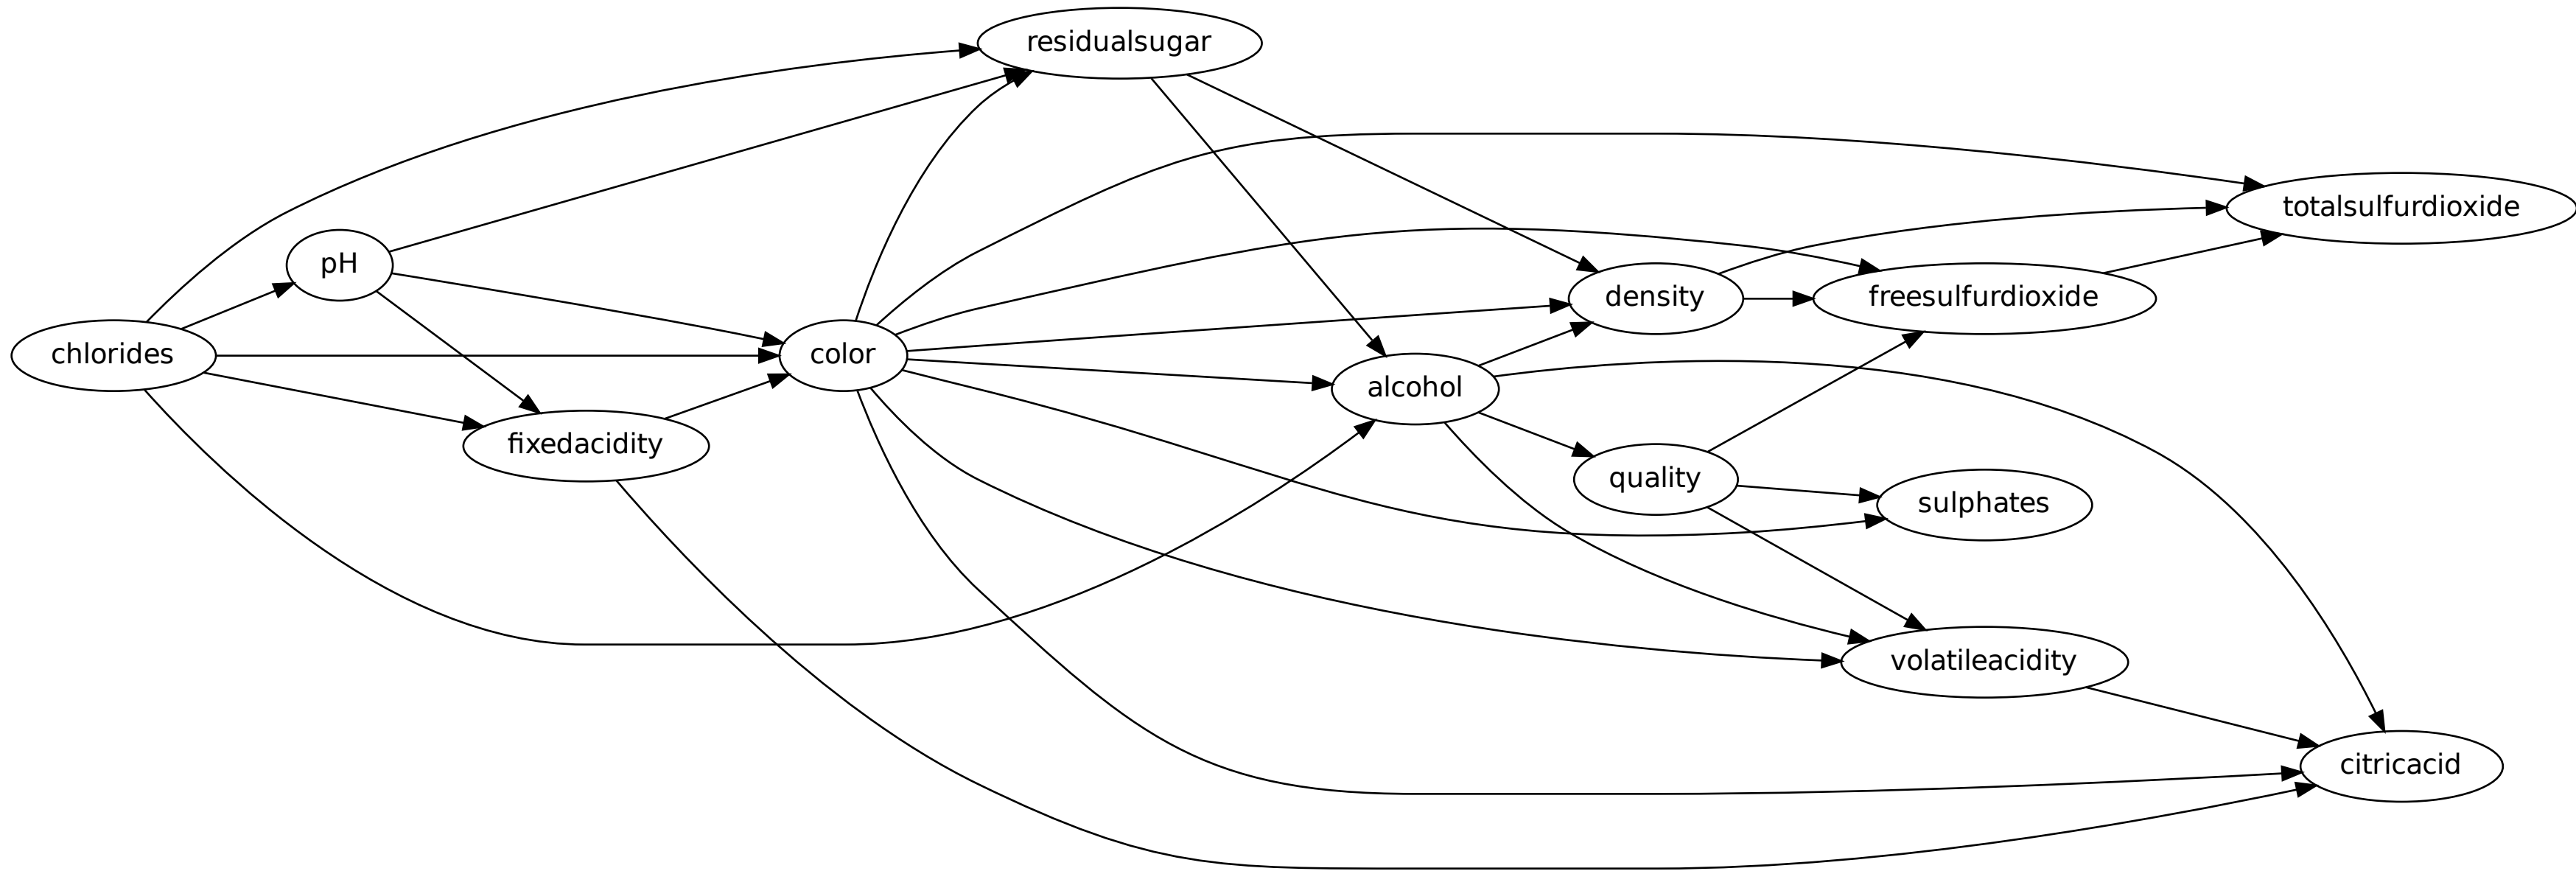 residualsugar
totalsulfurdioxide
pH
density
freesulfurdioxide
chlorides
color
alcohol
fixedacidity
quality
sulphates
volatileacidity
citricacid